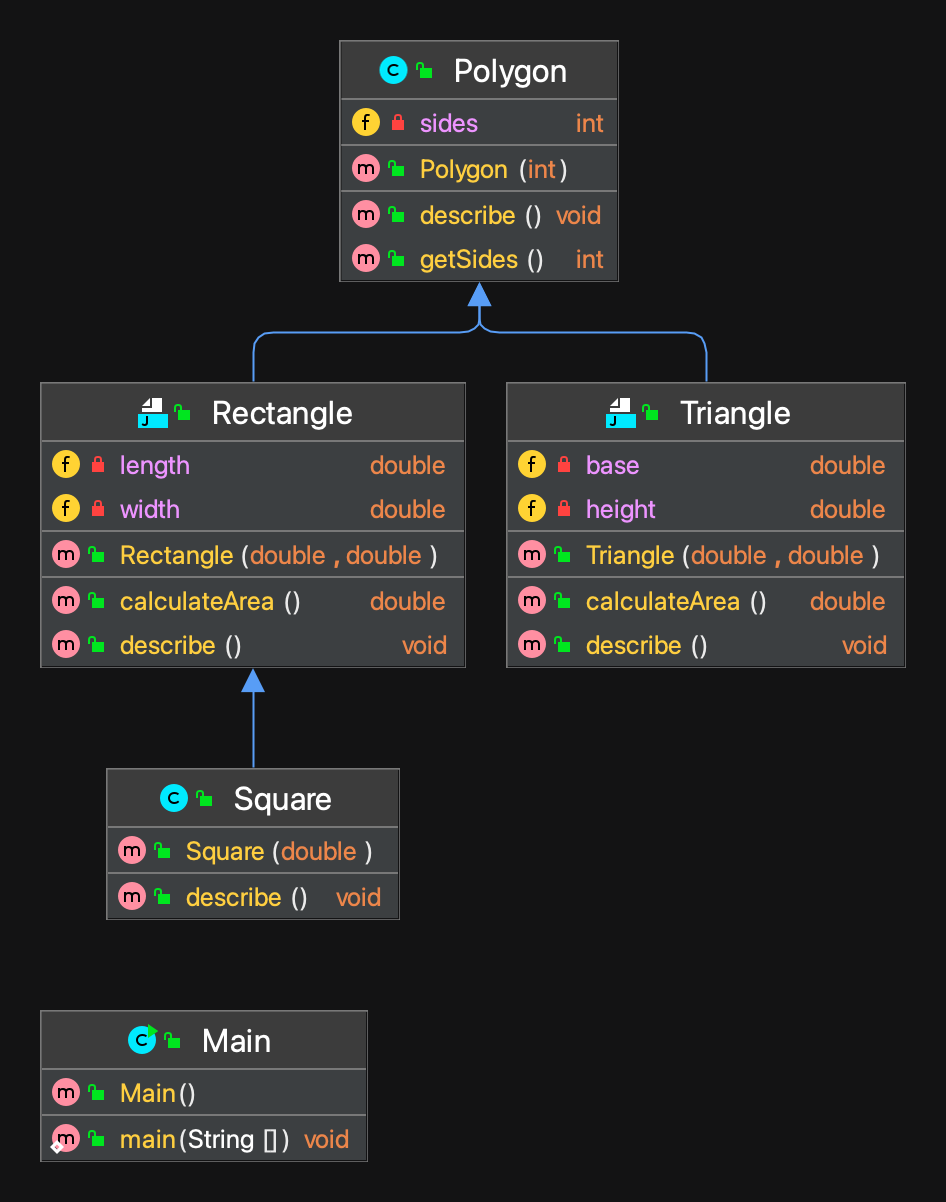 C Polygon
f sides int
m Polygon (int)
m describe () void
m getSides () int
J Rectangle
f length double
f width double
m Rectangle (double , double )
m calculateArea () double
m describe () void
J Triangle
f base double
f height double
m Triangle (double , double )
m calculateArea () double
m describe () void
C Square
m Square (double )
m describe () void
C Main
m Main()
m main(String []) void